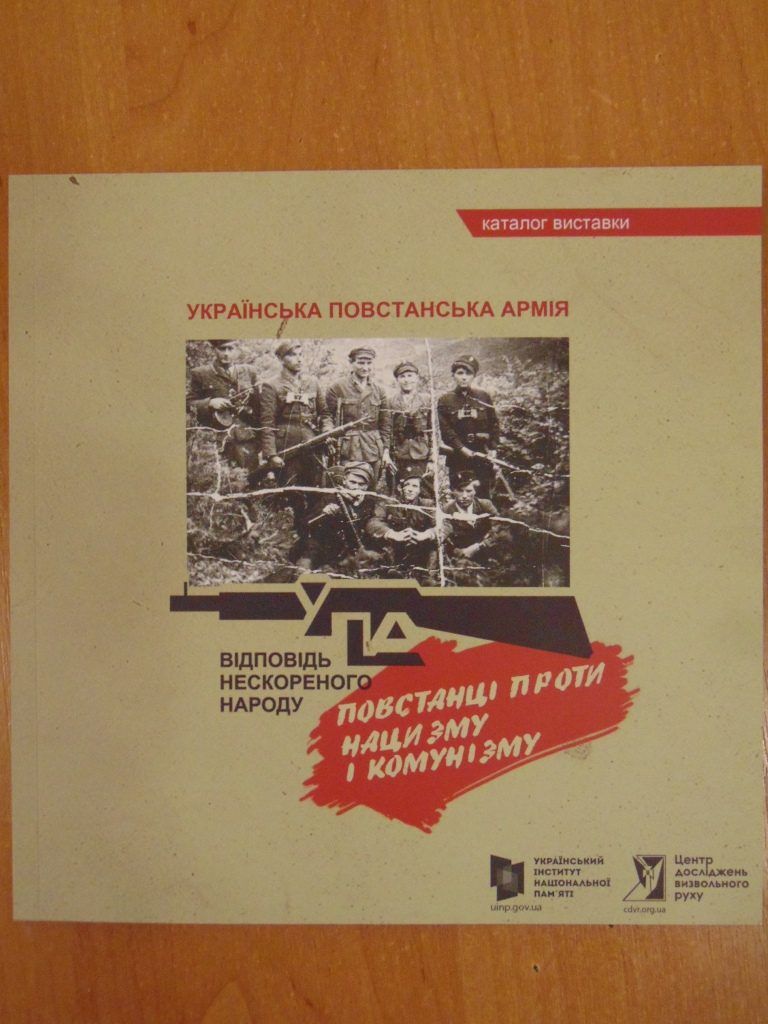 каталог виставки
УКРАЇНСЬКА ПОВСТАНСЬКА АРМІЯ
УПА
ВІДПОВІДЬ
НЕСКОРЕНОГО
НАРОДУ
ПОВСТАНЦІ ПРОТИ
НАЦИЗМУ
І КОМУНІЗМУ
УКРАЇНСЬКИЙ
ІНСТИТУТ
НАЦІОНАЛЬНОЇ
ПАМ'ЯТІ
uinp.gov.ua
Центр
досліджень
визвольного
руху
cdvr.org.ua